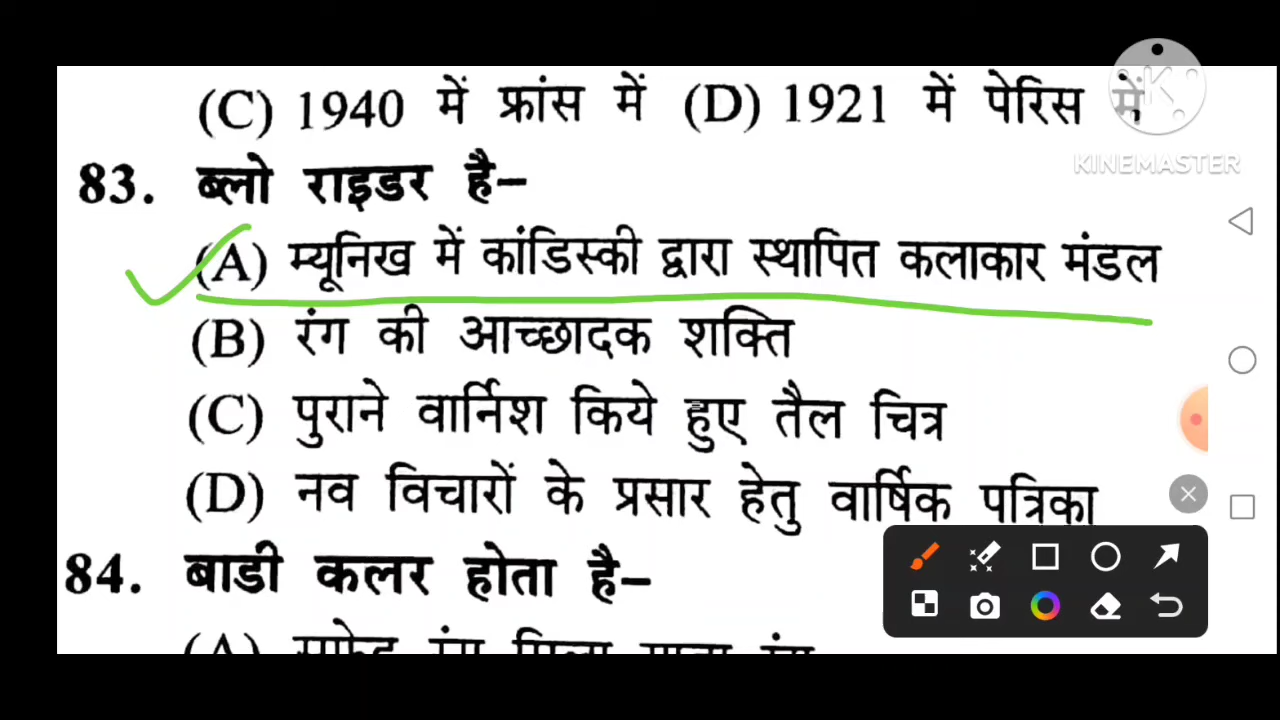 (C) 1940 में फ्रांस में (D) 1921 में पेरिस में
KINEMASTER
83. ब्लो राइडर है–
(A) म्यूनिख में कांडिस्की द्वारा स्थापित कलाकार मंडल
(B) रंग की आच्छादक शक्ति
(C) पुराने वार्निश किये हुए तैल चित्र
(D) नव विचारों के प्रसार हेतु वार्षिक पत्रिका
84. बाडी कलर होता है–